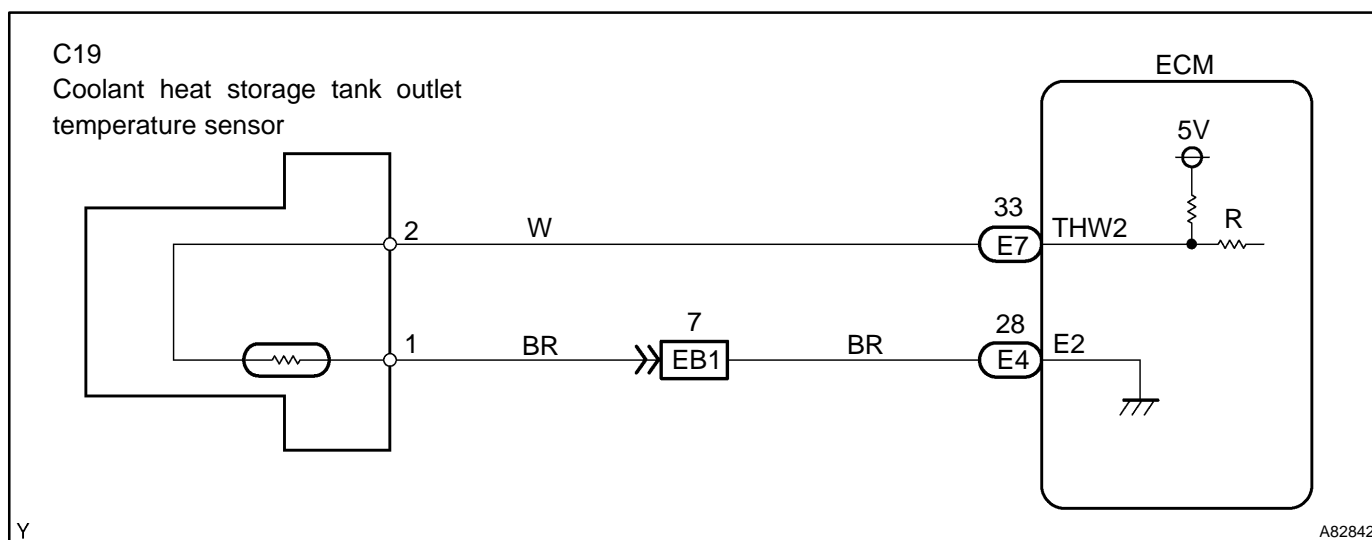 C19
Coolant heat storage tank outlet
temperature sensor
ECM
5V
2
W
33
E7
THW2
R
1
BR
7
EB1
BR
28
E4
E2
Y
A82842